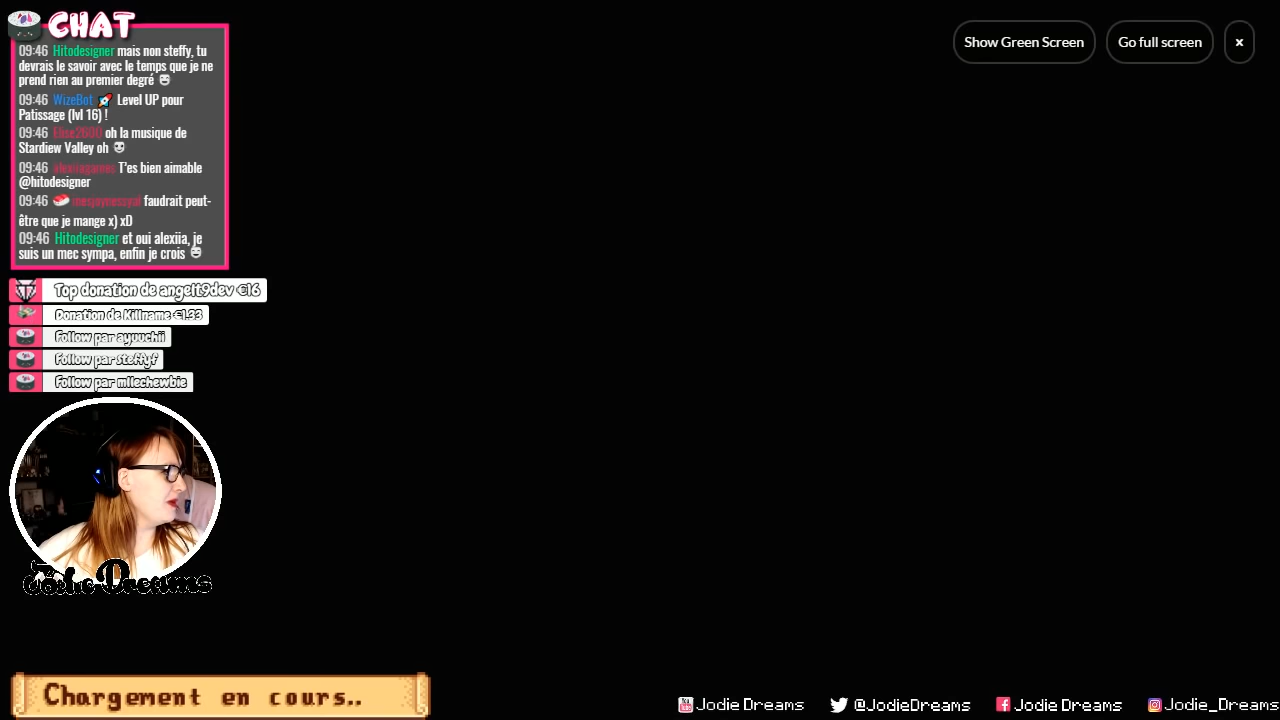 CHAT
09:46 Hitodesigner mais non steffy, tu
devrais le savoir avec le temps que je ne
prend rien au premier degré
09:46 WizeBot Level UP pour
Patissage (lvl 16) !
09:46 Elise2600 oh la musique de
Stardiew Valley oh
09:46 T'es bien aimable
@hitodesigner
09:46 faudrait peut-
être que je mange x) xD
09:46 Hitodesigner et oui alexiia, je
suis un mec sympa, enfin je crois
Top donation de angett9dev €16
Donation de Killname €1.33
Follow par ayuuchii
Follow par steffyf
Follow par mllechewbie
Jodie Dreams
Chargement en cours..
Show Green Screen
Go full screen
x
Jodie Dreams
@JodieDreams
Jodie Dreams
Jodie_Dreams